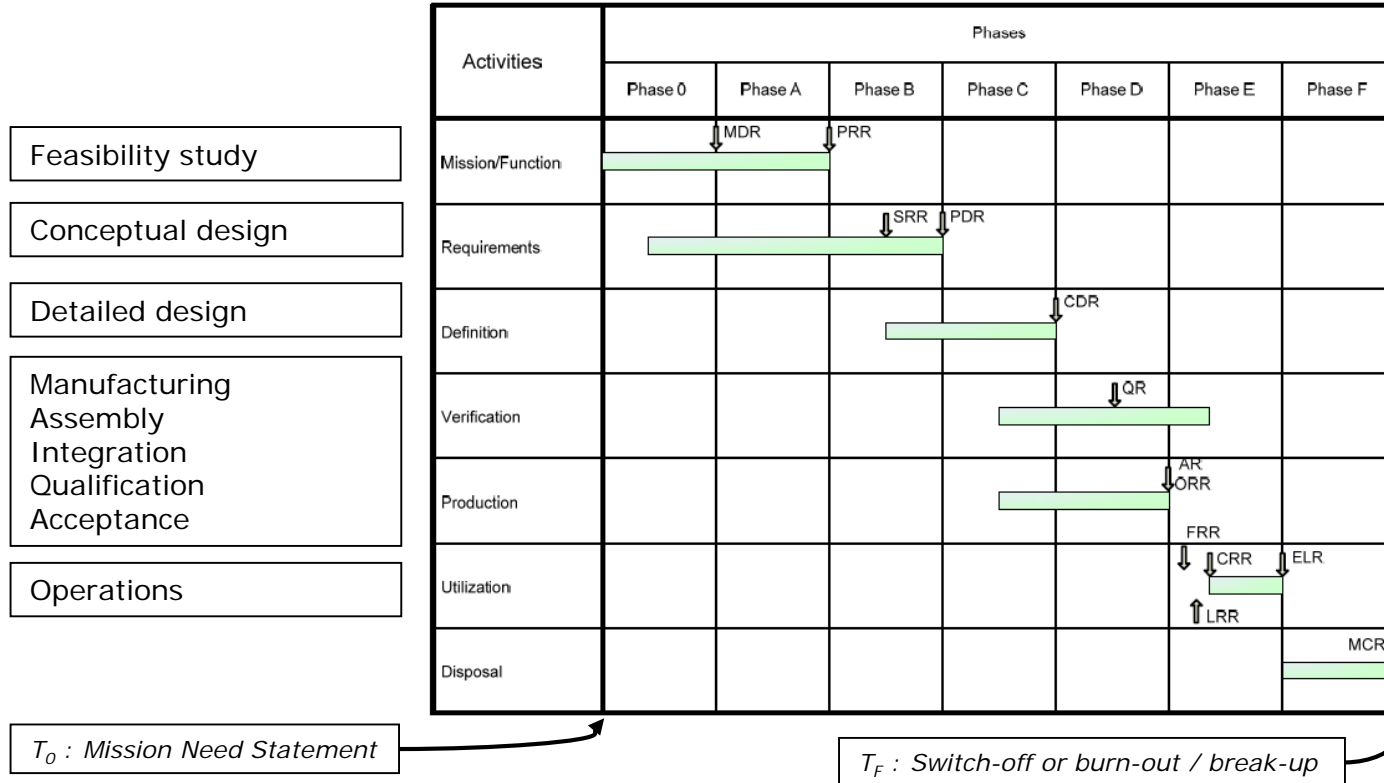 Activities
Phases
Phase 0
Phase A
Phase B
Phase C
Phase D
Phase E
Phase F
Feasibility study
Mission/Function
MDR
PRR
Conceptual design
Requirements
SRR
PDR
Detailed design
Definition
CDR
Manufacturing
Assembly
Integration
Qualification
Acceptance
Verification
QR
Production
AR
ORR
Operations
Utilization
FRR
CRR
ELR
LRR
Disposal
MCR
T₀ : Mission Need Statement
T_F : Switch-off or burn-out / break-up